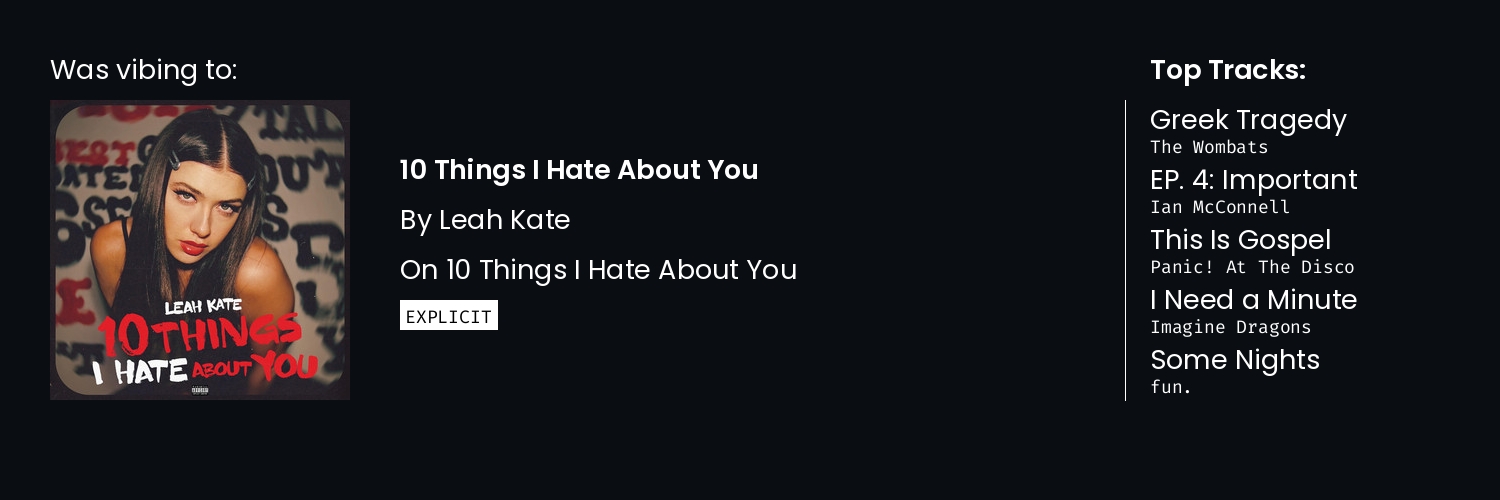 Was vibing to:
LEAH KATE
10 THINGS
I HATE ABOUT YOU
10 Things I Hate About You
By Leah Kate
On 10 Things I Hate About You
EXPLICIT
Top Tracks:
Greek Tragedy
The Wombats
EP. 4: Important
Ian McConnell
This Is Gospel
Panic! At The Disco
I Need a Minute
Imagine Dragons
Some Nights
fun.